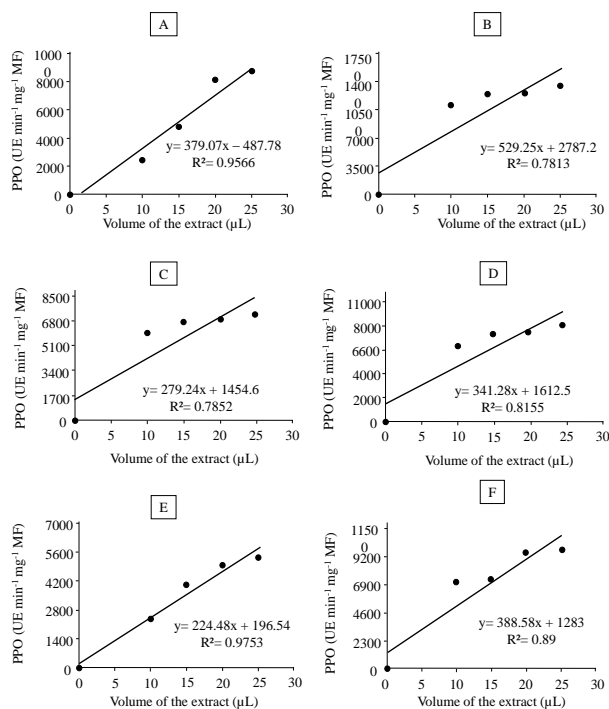 A
PPO (UE min⁻¹ mg⁻¹ MF)
1000
0
8000
6000
4000
2000
0
y= 379.07x − 487.78
R² = 0.9566
0 5 10 15 20 25 30
Volume of the extract (µL)
B
PPO (UE min⁻¹ mg⁻¹ MF)
1750
0
1400
0
1050
0
7000
3500
0
y = 529.25x + 2787.2
R² = 0.7813
0 5 10 15 20 25 30
Volume of the extract (µL)
C
PPO (UE min⁻¹ mg⁻¹ MF)
8500
6800
5100
3400
1700
0
y= 279.24x + 1454.6
R² = 0.7852
0 5 10 15 20 25 30
Volume of the extract (µL)
D
PPO (UE min⁻¹ mg⁻¹ MF)
11000
8000
6600
4000
2000
0
y= 341.28x + 1612.5
R² = 0.8155
0 5 10 15 20 25 30
Volume of the extract (µL)
E
PPO (UE min⁻¹ mg⁻¹ MF)
7000
5600
4200
2800
1400
0
y= 224.48x + 196.54
R² = 0.9753
0 5 10 15 20 25 30
Volume of the extract (µL)
F
PPO (UE min⁻¹ mg⁻¹ MF)
1150
0
9200
6900
4600
2300
0
y= 388.58x + 1283
R² = 0.89
0 5 10 15 20 25 30
Volume of the extract (µL)